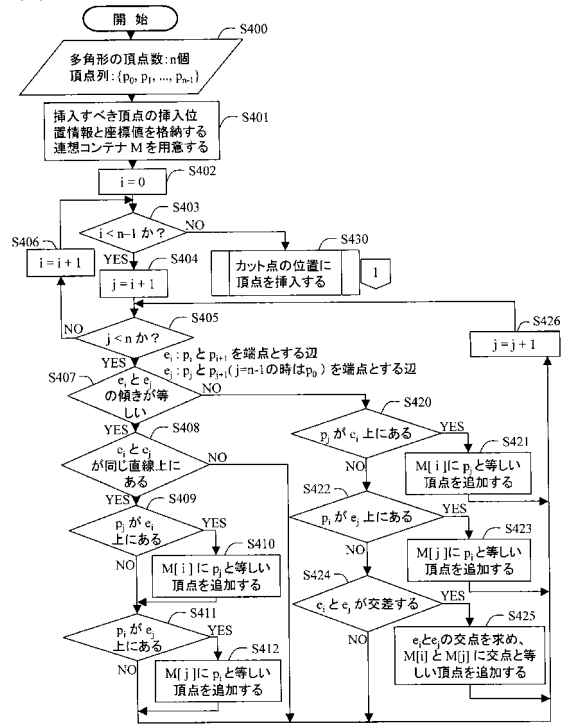 開 始
S400
多角形の頂点数:n個
頂点列:{p0, p1, ..., pn-1}
挿入すべき頂点の挿入位
置情報と座標値を格納する
連想コンテナ M を用意する
S401
S402
i = 0
S403
i < n–1 か?
NO
YES
S406
i = i + 1
S404
j = i + 1
S430
カット点の位置に
頂点を挿入する
1
S405
j < n か?
NO
YES
ei : pi と pi+1 を端点とする辺
ej : pj と pj+1( j=n-1の時はp0 ) を端点とする辺
S426
j = j + 1
S407
ei と ej
の傾きが等
しい
NO
YES
S408
ei と ej
が同じ直線上に
ある
NO
YES
S409
pj が ei
上にある
YES
NO
S410
M[ i ] に pj と等しい
頂点を追加する
S411
pi が ej
上にある
YES
NO
S412
M[ j ] に pi と等しい
頂点を追加する
S420
pj が ei 上にある
YES
NO
S421
M[ i ] に pj と等しい
頂点を追加する
S422
pi が ej 上にある
YES
NO
S423
M[ j ] に pi と等しい
頂点を追加する
S424
ei と ej が交差する
YES
NO
S425
eiとejの交点を求め、
M[i] と M[j] に交点と等
しい頂点を追加する